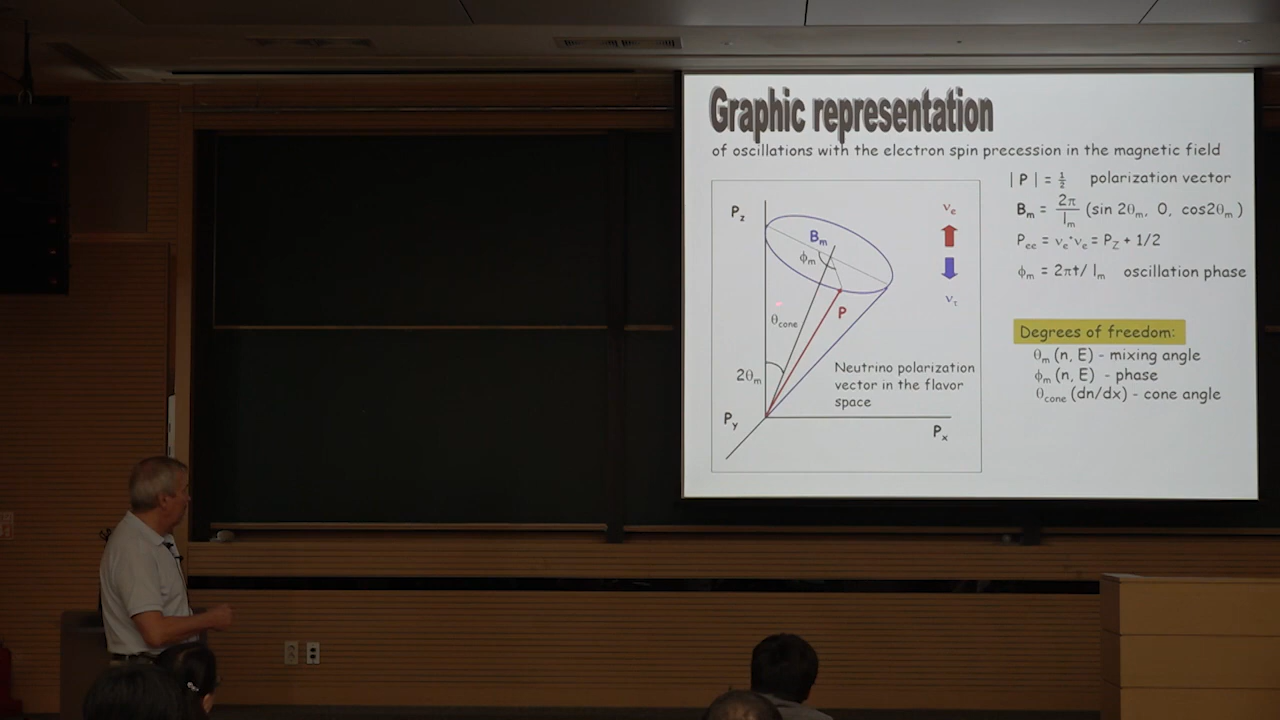 Graphic representation
of oscillations with the electron spin precession in the magnetic field
P_z
B_m
ϕ_m
P
θ_cone
2θ_m
P_y
P_x
Neutrino polarization
vector in the flavor
space
ν_e
ν_τ
| P | = ½ polarization vector
B_m = 2π/l_m (sin 2θ_m, 0, cos2θ_m )
P_ee = ν_e⁺ν_e = P_Z + 1/2
ϕ_m = 2πt/ l_m oscillation phase
Degrees of freedom:
θ_m (n, E) - mixing angle
ϕ_m (n, E) - phase
θ_cone (dn/dx) - cone angle